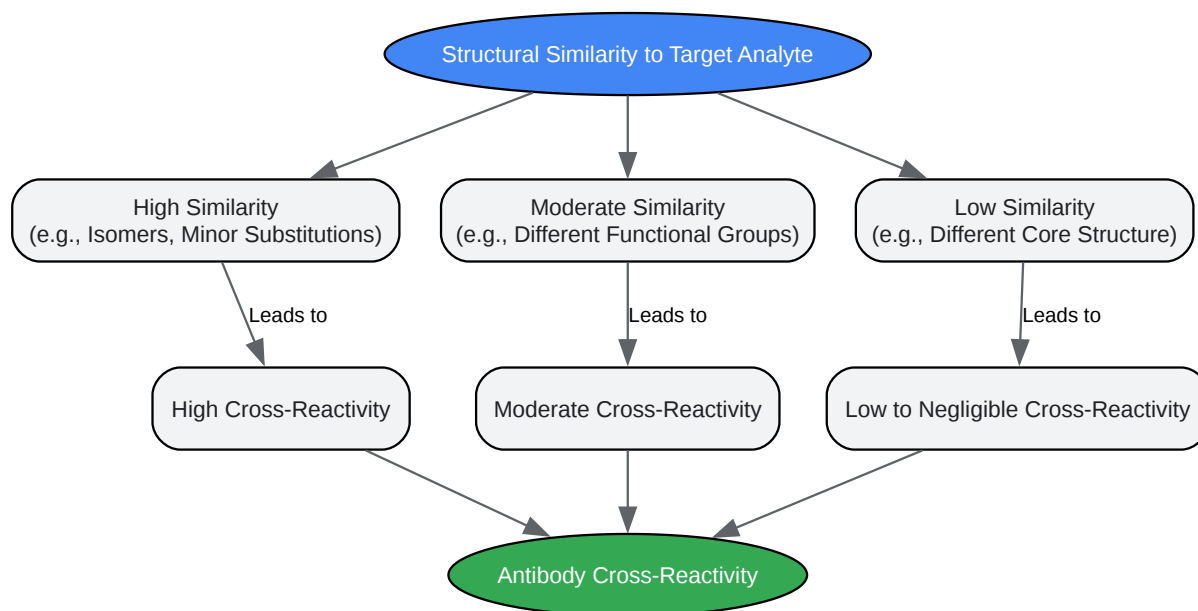 Structural Similarity to Target Analyte
High Similarity
(e.g., Isomers, Minor Substitutions)
Moderate Similarity
(e.g., Different Functional Groups)
Low Similarity
(e.g., Different Core Structure)
Leads to
Leads to
Leads to
High Cross-Reactivity
Moderate Cross-Reactivity
Low to Negligible Cross-Reactivity
Antibody Cross-Reactivity